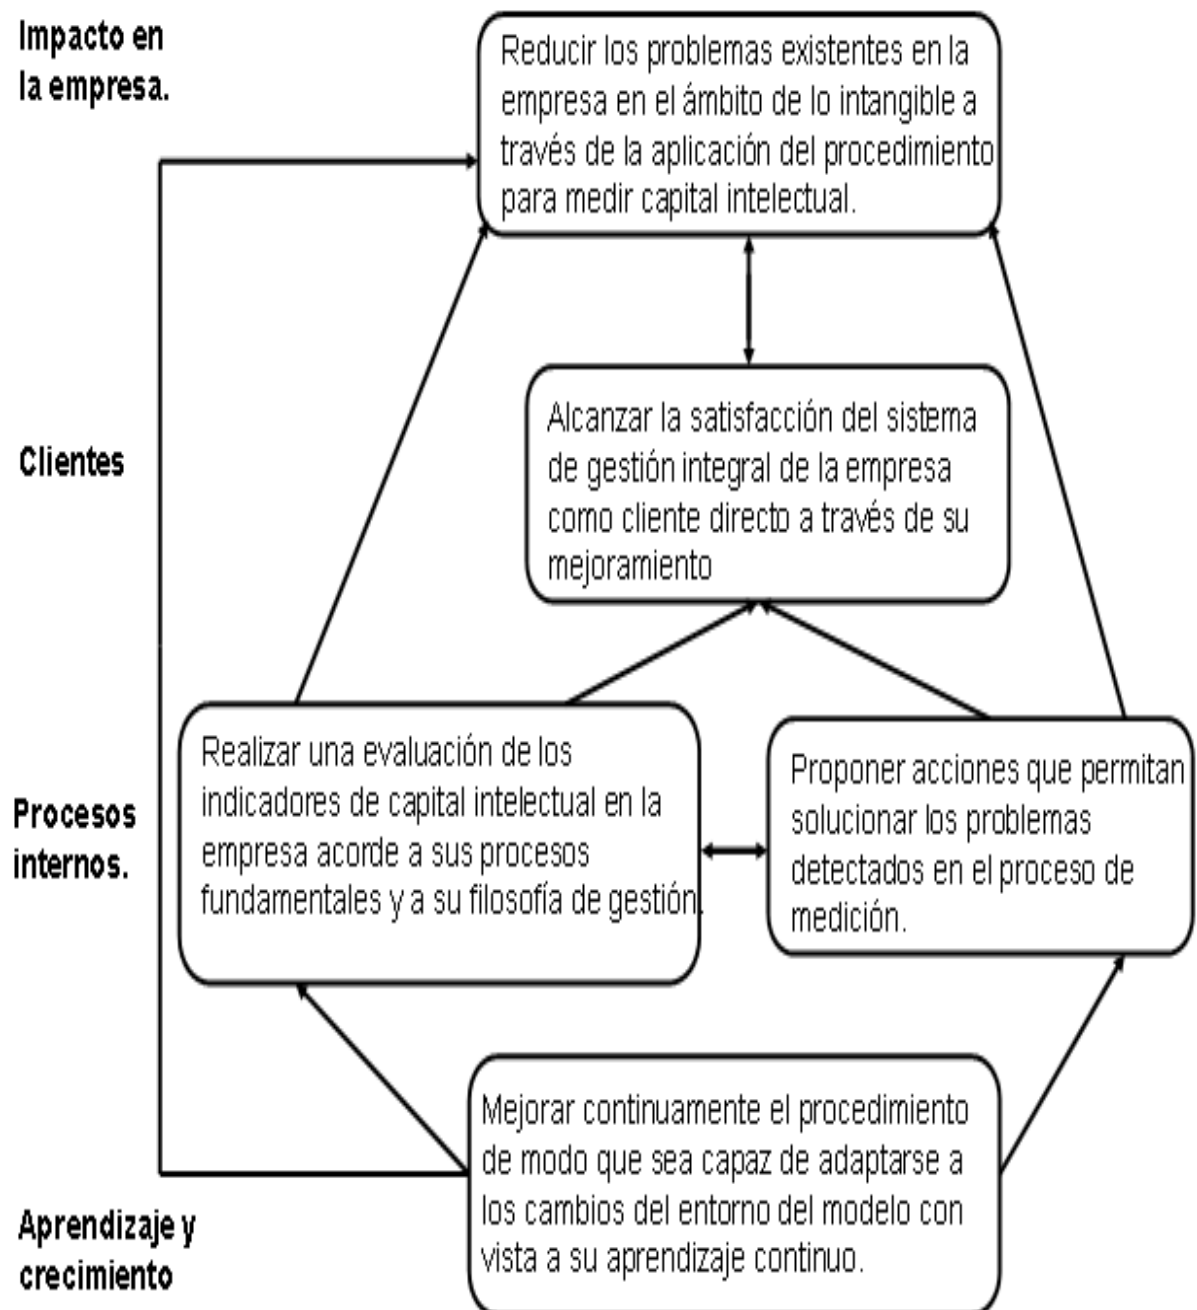 Impacto en
la empresa.
Reducir los problemas existentes en la
empresa en el ámbito de lo intangible a
través de la aplicación del procedimiento
para medir capital intelectual.
Clientes
Alcanzar la satisfacción del sistema
de gestión integral de la empresa
como cliente directo a través de su
mejoramiento
Procesos
internos.
Realizar una evaluación de los
indicadores de capital intelectual en la
empresa acorde a sus procesos
fundamentales y a su filosofía de gestión.
Proponer acciones que permitan
solucionar los problemas
detectados en el proceso de
medición.
Aprendizaje y
crecimiento
Mejorar continuamente el procedimiento
de modo que sea capaz de adaptarse a
los cambios del entorno del modelo con
vista a su aprendizaje continuo.